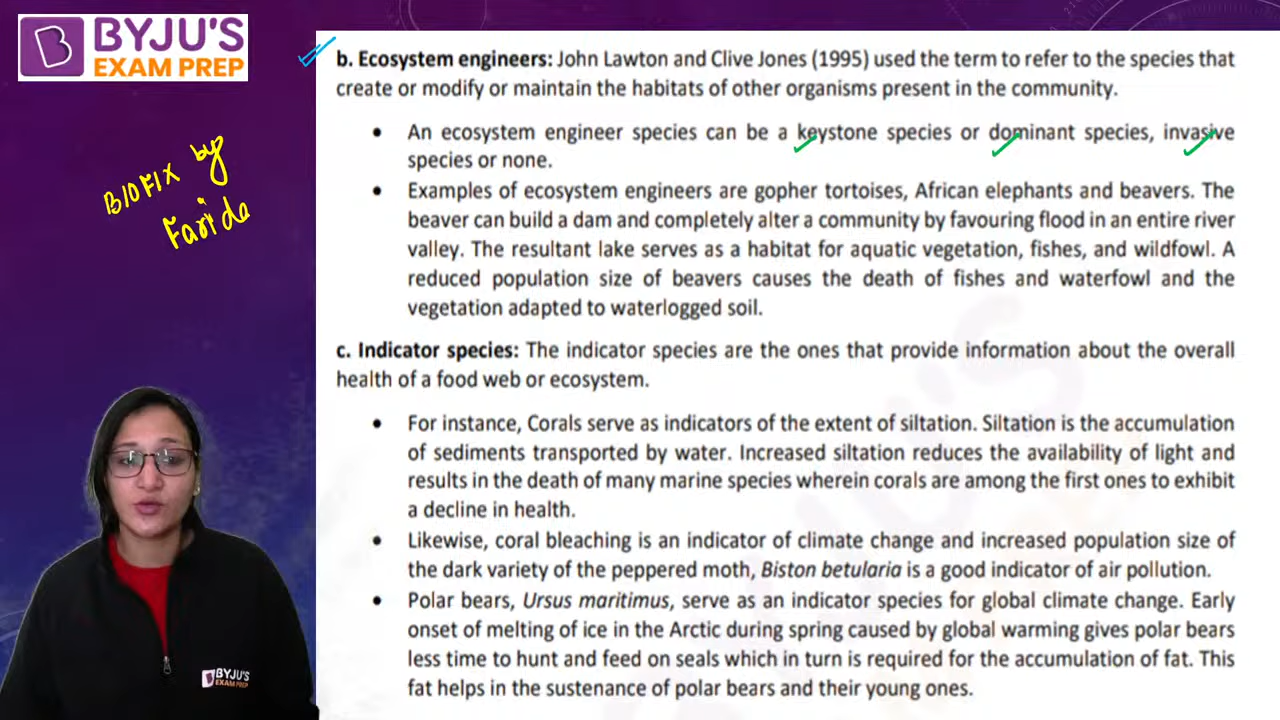 BYJU'S
EXAM PREP
BIOFIX by
Farida
b. Ecosystem engineers: John Lawton and Clive Jones (1995) used the term to refer to the species that
create or modify or maintain the habitats of other organisms present in the community.
• An ecosystem engineer species can be a keystone species or dominant species, invasive
species or none.
• Examples of ecosystem engineers are gopher tortoises, African elephants and beavers. The
beaver can build a dam and completely alter a community by favouring flood in an entire river
valley. The resultant lake serves as a habitat for aquatic vegetation, fishes, and wildfowl. A
reduced population size of beavers causes the death of fishes and waterfowl and the
vegetation adapted to waterlogged soil.
c. Indicator species: The indicator species are the ones that provide information about the overall
health of a food web or ecosystem.
• For instance, Corals serve as indicators of the extent of siltation. Siltation is the accumulation
of sediments transported by water. Increased siltation reduces the availability of light and
results in the death of many marine species wherein corals are among the first ones to exhibit
a decline in health.
• Likewise, coral bleaching is an indicator of climate change and increased population size of
the dark variety of the peppered moth, Biston betularia is a good indicator of air pollution.
• Polar bears, Ursus maritimus, serve as an indicator species for global climate change. Early
onset of melting of ice in the Arctic during spring caused by global warming gives polar bears
less time to hunt and feed on seals which in turn is required for the accumulation of fat. This
fat helps in the sustenance of polar bears and their young ones.
BYJU'S
EXAM PREP